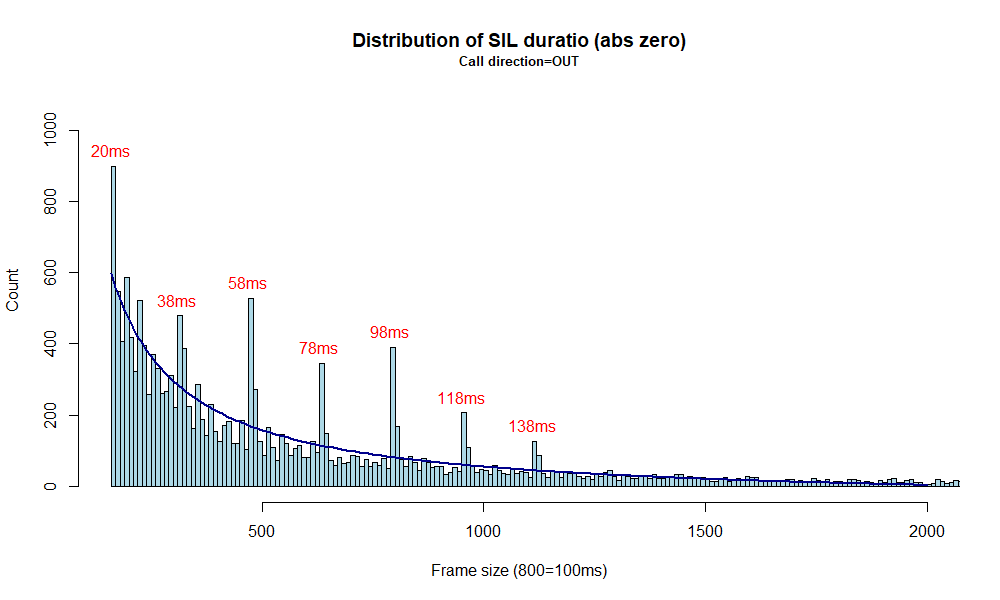 Distribution of SIL duratio (abs zero)
Call direction=OUT
Count
1000
800
600
400
200
0
20ms
38ms
58ms
78ms
98ms
118ms
138ms
500
1000
1500
2000
Frame size (800=100ms)